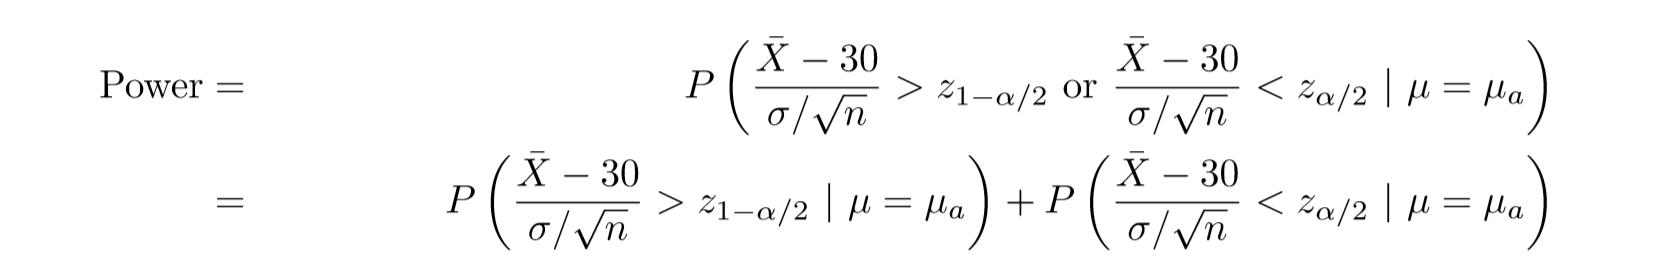 Power = P ( (X̄ − 30)/(σ/√n) > z_{1−α/2} or (X̄ − 30)/(σ/√n) < z_{α/2} | μ = μ_a )
= P ( (X̄ − 30)/(σ/√n) > z_{1−α/2} | μ = μ_a ) + P ( (X̄ − 30)/(σ/√n) < z_{α/2} | μ = μ_a )